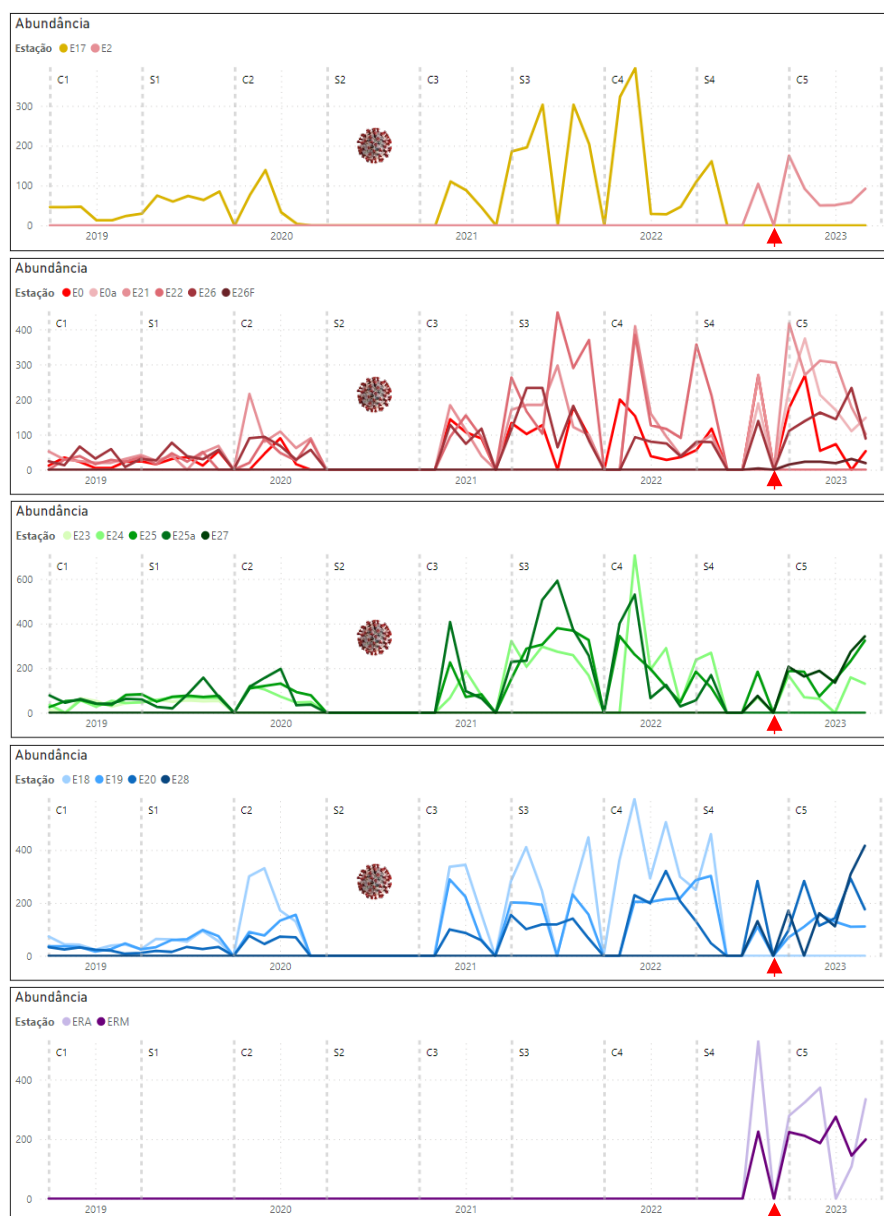 Abundância
Estação E17 E2
C1 S1 C2 S2 C3 S3 C4 S4 C5
300
200
100
0
2019 2020 2021 2022 2023
Abundância
Estação E0 E0a E21 E22 E26 E26F
C1 S1 C2 S2 C3 S3 C4 S4 C5
400
300
200
100
0
2019 2020 2021 2022 2023
Abundância
Estação E23 E24 E25 E25a E27
C1 S1 C2 S2 C3 S3 C4 S4 C5
600
400
200
0
2019 2020 2021 2022 2023
Abundância
Estação E18 E19 E20 E28
C1 S1 C2 S2 C3 S3 C4 S4 C5
400
200
0
2019 2020 2021 2022 2023
Abundância
Estação ERA ERM
C1 S1 C2 S2 C3 S3 C4 S4 C5
400
200
0
2019 2020 2021 2022 2023